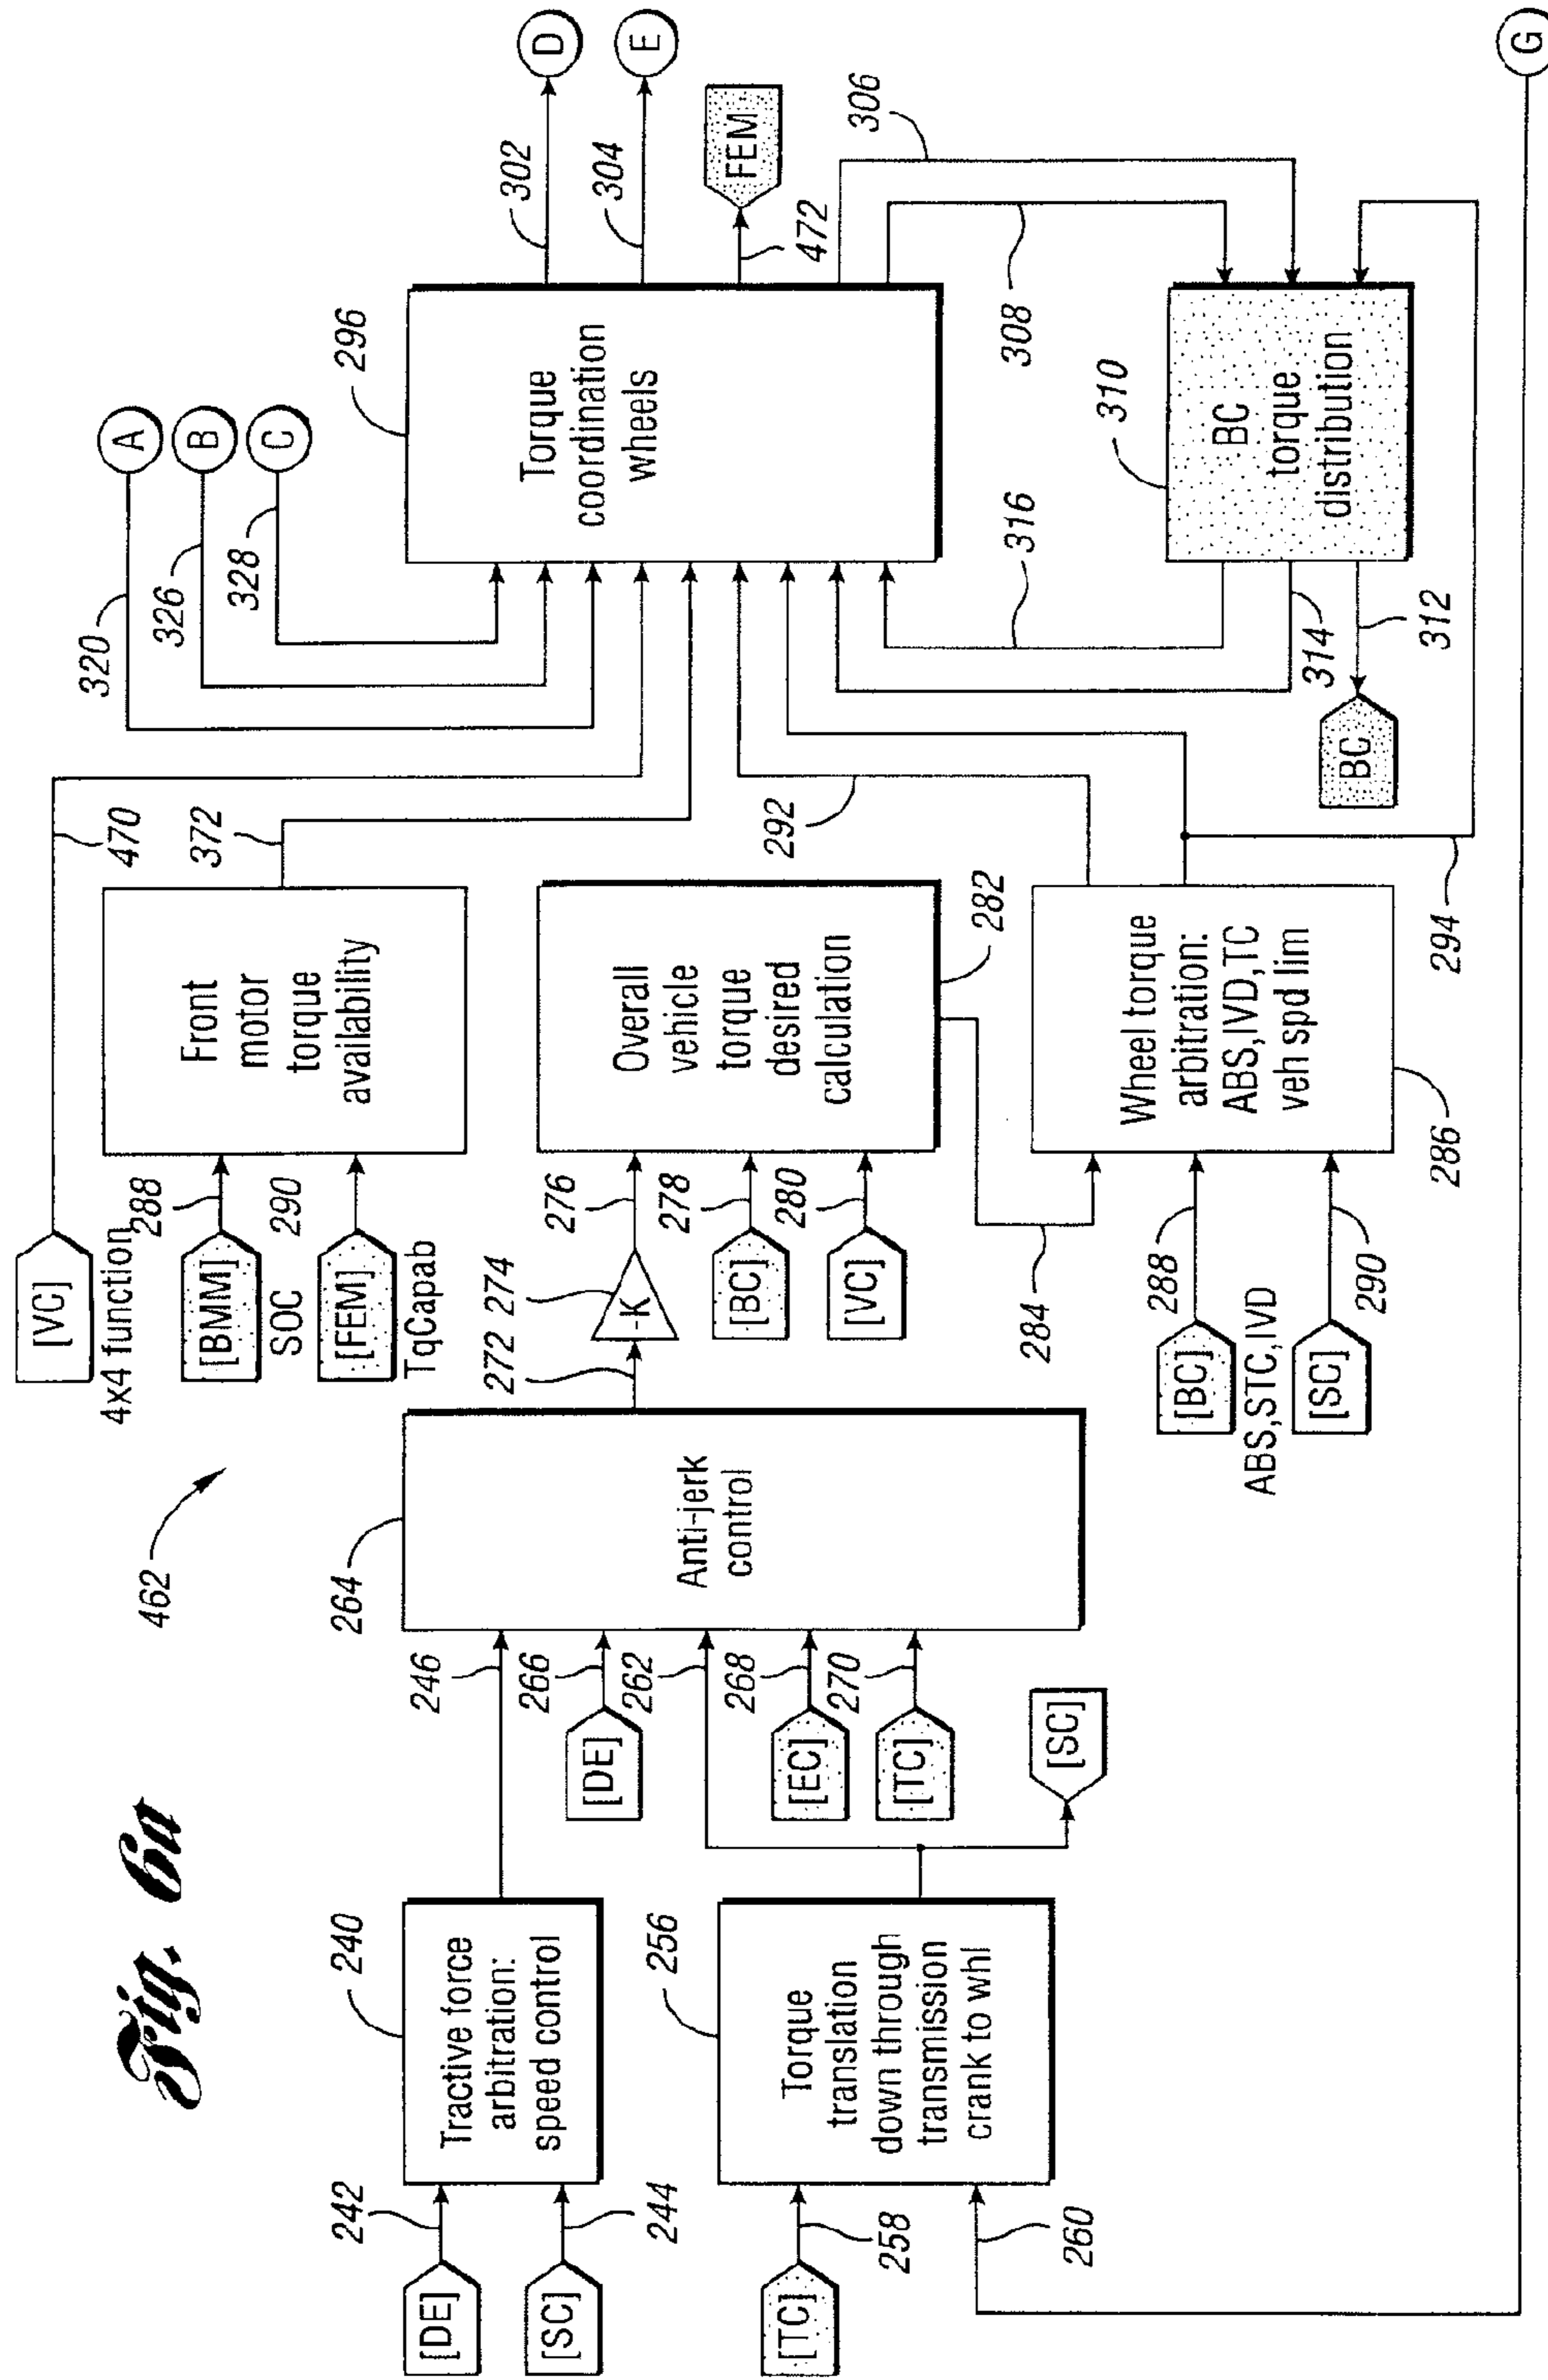 Fig. 6a
462
[DE]
242
[SC]
244
240
Tractive force
arbitration:
speed control
246
[TC]
258
260
256
Torque
translation
down through
transmission
crank to whl
[DE]
266
262
[EC]
268
[TC]
270
[SC]
264
Anti-jerk
control
272
274
-K
276
[BC]
278
[VC]
280
Overall
vehicle
torque
desired
calculation
282
284
[VC]
4x4 function
470
[BMM]
288
SOC
[FEM]
290
TqCapab
Front
motor
torque
availability
372
[BC]
288
ABS,STC,IVD
[SC]
290
Wheel torque
arbitration:
ABS,IVD,TC
veh spd lim
286
292
294
A
320
B
326
C
328
296
Torque
coordination
wheels
302
D
304
E
FEM
472
306
308
310
BC
torque
distribution
316
314
312
BC
G